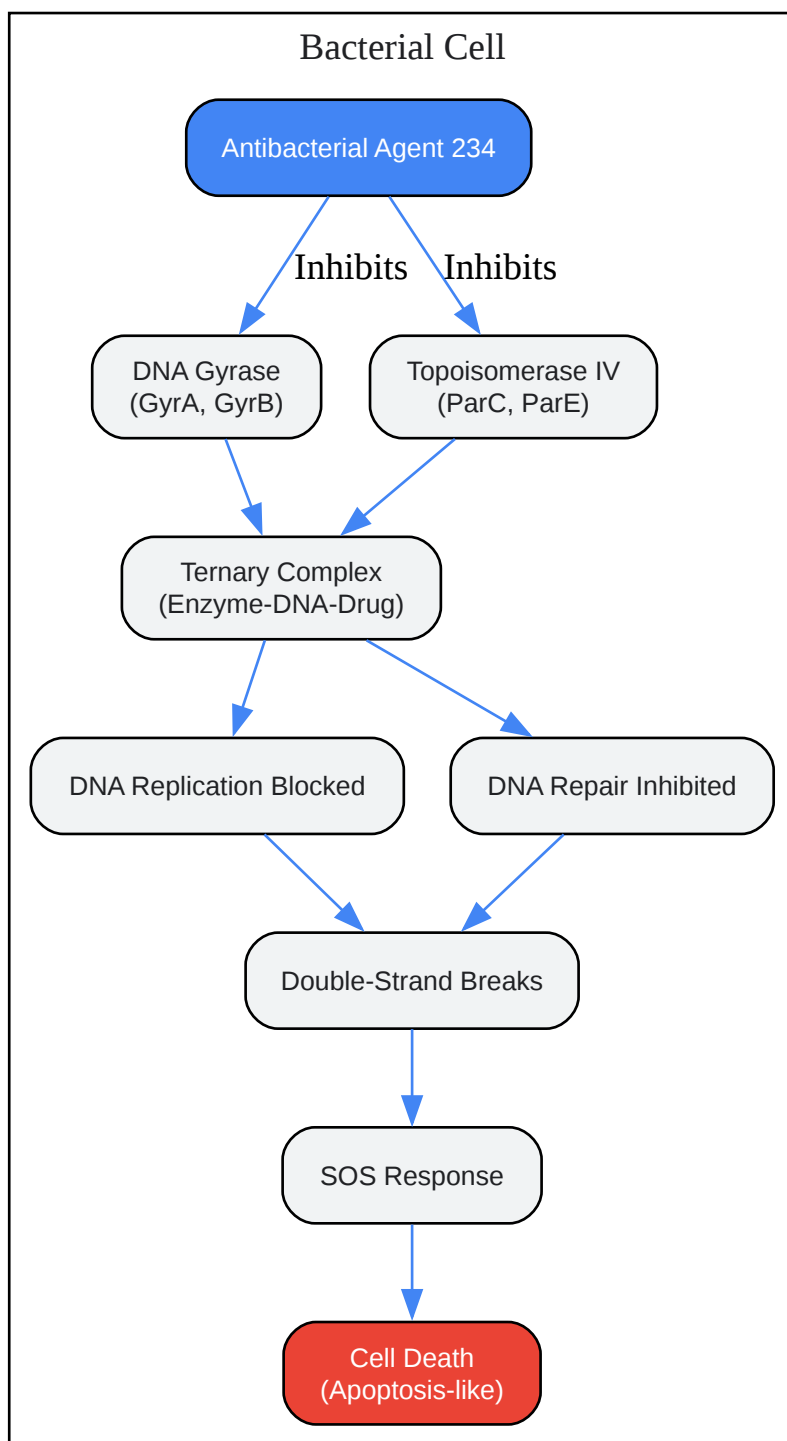 Bacterial Cell
Antibacterial Agent 234
Inhibits
Inhibits
DNA Gyrase
(GyrA, GyrB)
Topoisomerase IV
(ParC, ParE)
Ternary Complex
(Enzyme-DNA-Drug)
DNA Replication Blocked
DNA Repair Inhibited
Double-Strand Breaks
SOS Response
Cell Death
(Apoptosis-like)